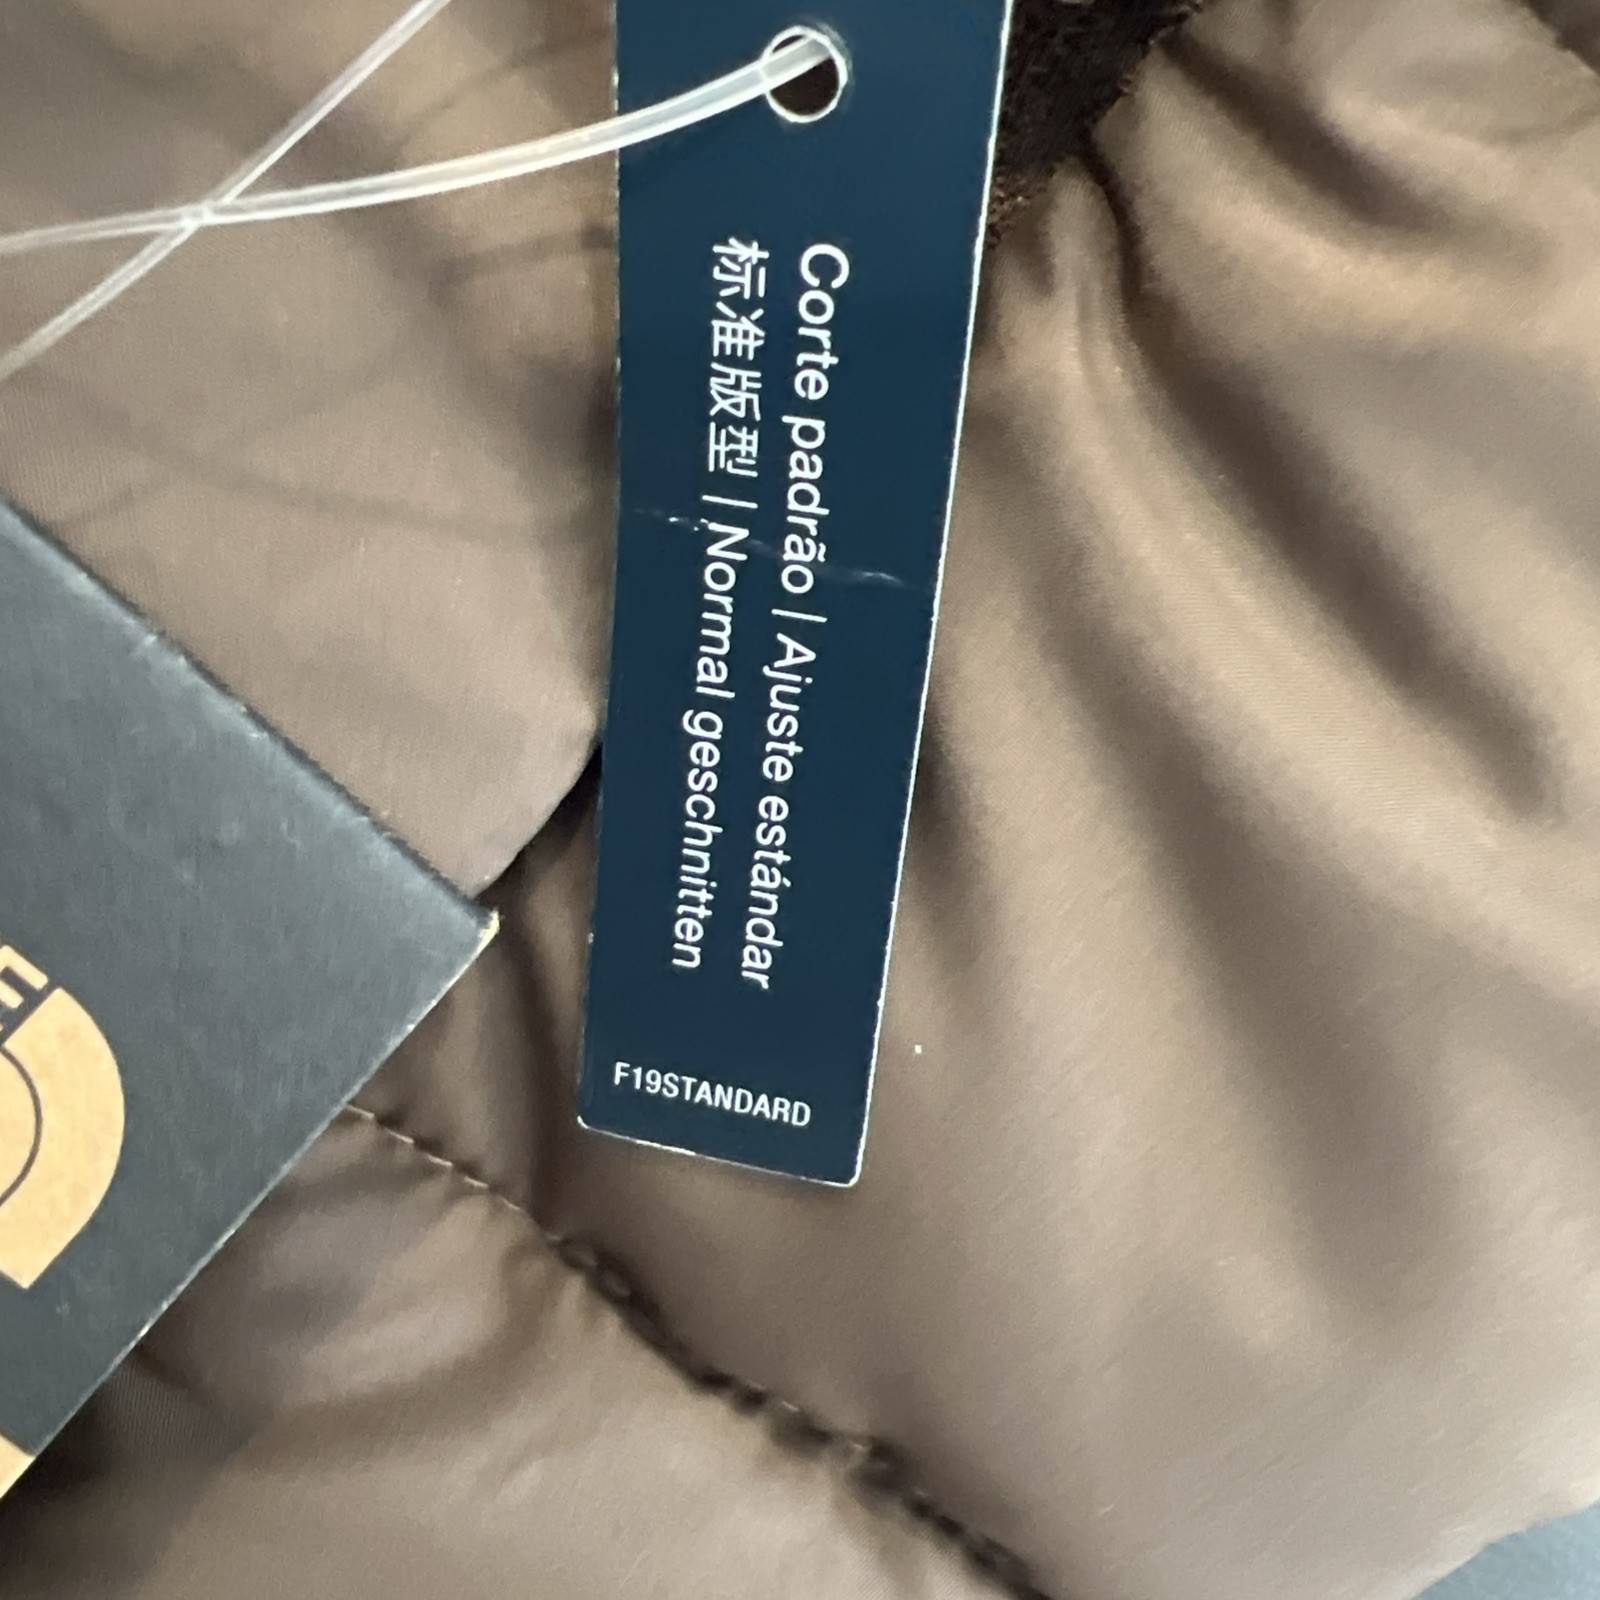 Corte padrão | Ajuste estándar
标准版型 | Normal geschnitten
F19STANDARD